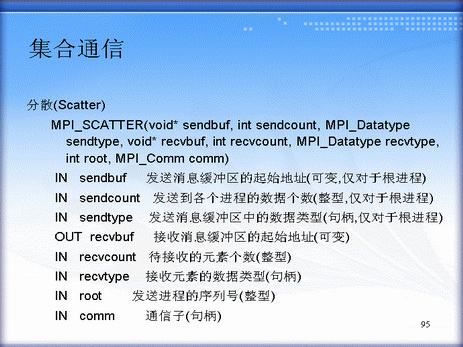 集合通信
分散(Scatter)
MPI_SCATTER(void* sendbuf, int sendcount, MPI_Datatype
sendtype, void* recvbuf, int recvcount, MPI_Datatype recvtype,
int root, MPI_Comm comm)
IN sendbuf 发送消息缓冲区的起始地址(可变,仅对于根进程)
IN sendcount 发送到各个进程的数据个数(整型,仅对于根进程)
IN sendtype 发送消息缓冲区中的数据类型(句柄,仅对于根进程)
OUT recvbuf 接收消息缓冲区的起始地址(可变)
IN recvcount 待接收的元素个数(整型)
IN recvtype 接收元素的数据类型(句柄)
IN root 发送进程的序列号(整型)
IN comm 通信子(句柄)
95